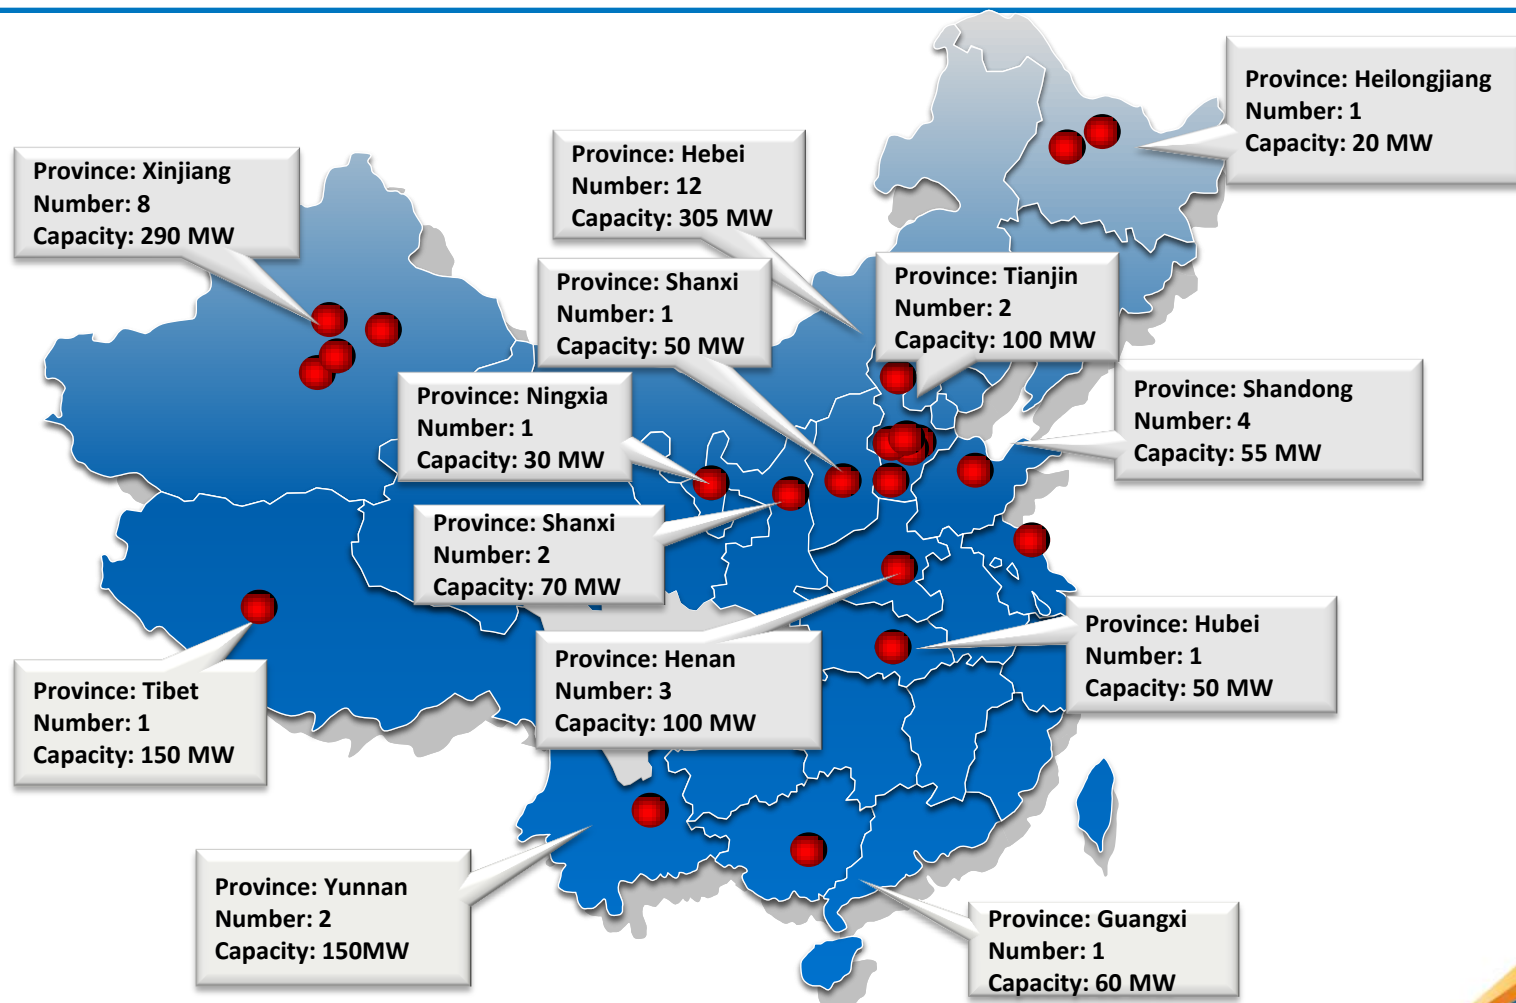 Province: Heilongjiang
Number: 1
Capacity: 20 MW
Province: Hebei
Number: 12
Capacity: 305 MW
Province: Xinjiang
Number: 8
Capacity: 290 MW
Province: Shanxi
Number: 1
Capacity: 50 MW
Province: Tianjin
Number: 2
Capacity: 100 MW
Province: Ningxia
Number: 1
Capacity: 30 MW
Province: Shandong
Number: 4
Capacity: 55 MW
Province: Shanxi
Number: 2
Capacity: 70 MW
Province: Hubei
Number: 1
Capacity: 50 MW
Province: Henan
Number: 3
Capacity: 100 MW
Province: Tibet
Number: 1
Capacity: 150 MW
Province: Yunnan
Number: 2
Capacity: 150MW
Province: Guangxi
Number: 1
Capacity: 60 MW